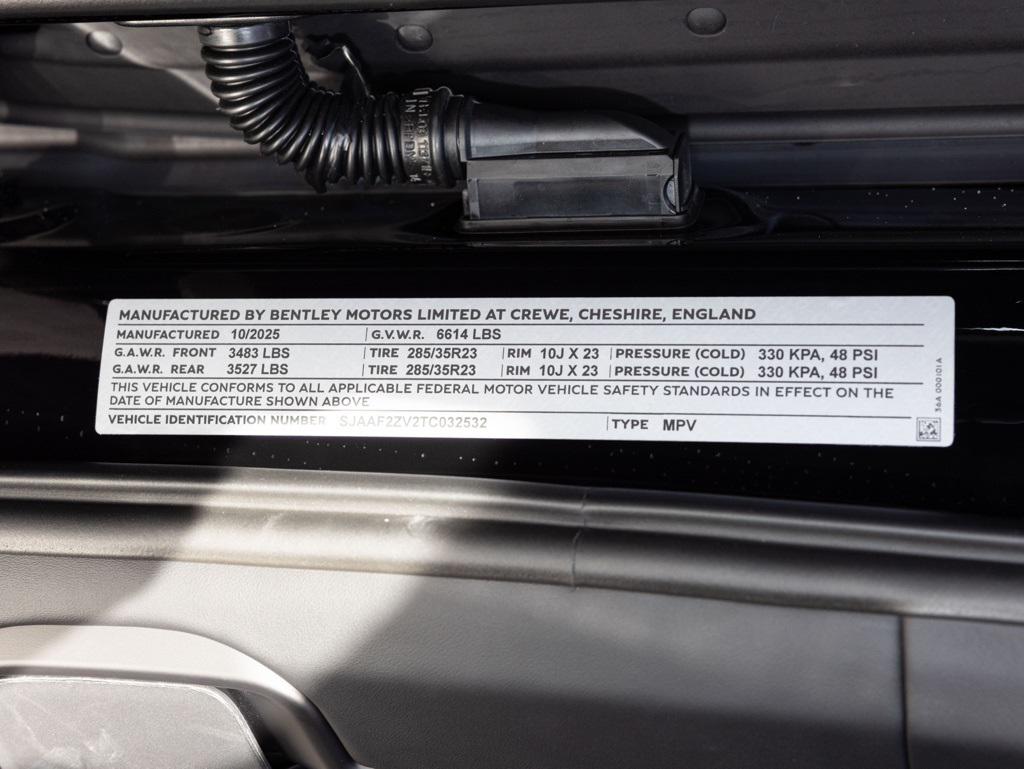 MANUFACTURED BY BENTLEY MOTORS LIMITED AT CREWE, CHESHIRE, ENGLAND
MANUFACTURED 10/2025 G.V.W.R. 6614 LBS
G.A.W.R. FRONT 3483 LBS TIRE 285/35R23 RIM 10J X 23 PRESSURE (COLD) 330 KPA, 48 PSI
G.A.W.R. REAR 3527 LBS TIRE 285/35R23 RIM 10J X 23 PRESSURE (COLD) 330 KPA, 48 PSI
THIS VEHICLE CONFORMS TO ALL APPLICABLE FEDERAL MOTOR VEHICLE SAFETY STANDARDS IN EFFECT ON THE
DATE OF MANUFACTURE SHOWN ABOVE
VEHICLE IDENTIFICATION NUMBER SJAAF2ZV2TC032532 TYPE MPV
36A 000101A